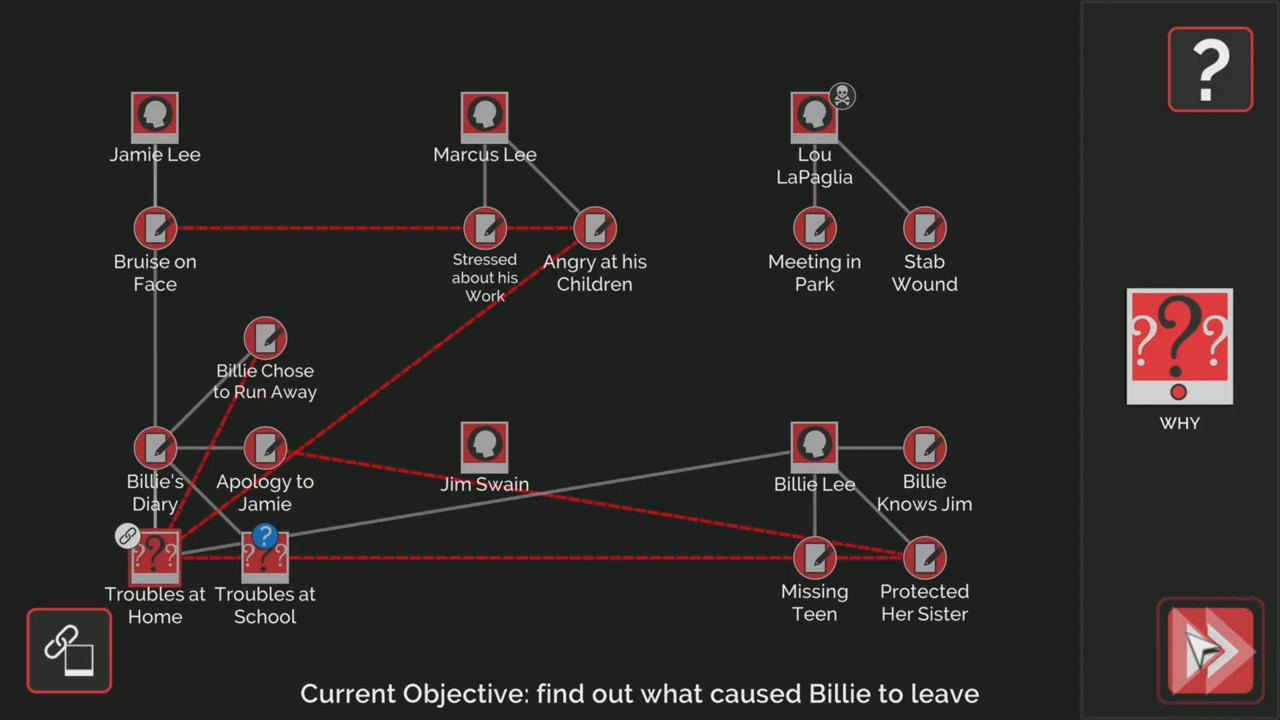 Jamie Lee
Marcus Lee
Lou
LaPaglia
Bruise on
Face
Stressed
about his
Work
Angry at his
Children
Meeting in
Park
Stab
Wound
Billie Chose
to Run Away
WHY
Billie's
Diary
Apology to
Jamie
Jim Swain
Billie Lee
Billie
Knows Jim
Troubles at
Home
Troubles at
School
Missing
Teen
Protected
Her Sister
Current Objective: find out what caused Billie to leave